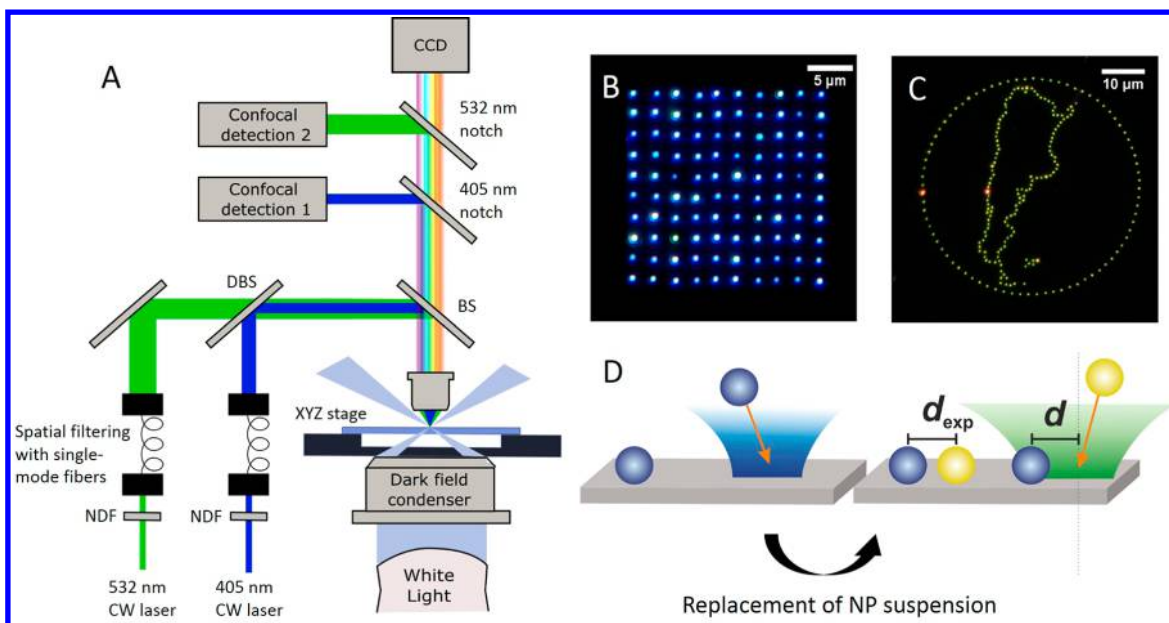 A
CCD
532 nm
notch
Confocal
detection 2
405 nm
notch
Confocal
detection 1
DBS
BS
XYZ stage
Spatial filtering
with single-
mode fibers
Dark field
condenser
NDF
NDF
White
Light
532 nm
CW laser
405 nm
CW laser
B
5 µm
C
10 µm
D
dexp
d
Replacement of NP suspension